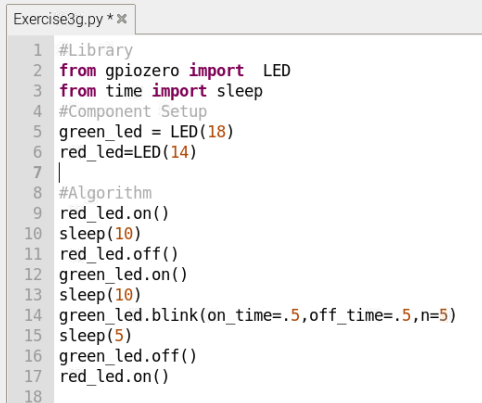 Exercise3g.py * ✖
1 #Library
2 from gpiozero import  LED
3 from time import sleep
4 #Component Setup
5 green_led = LED(18)
6 red_led=LED(14)
7
8 #Algorithm
9 red_led.on()
10 sleep(10)
11 red_led.off()
12 green_led.on()
13 sleep(10)
14 green_led.blink(on_time=.5,off_time=.5,n=5)
15 sleep(5)
16 green_led.off()
17 red_led.on()
18